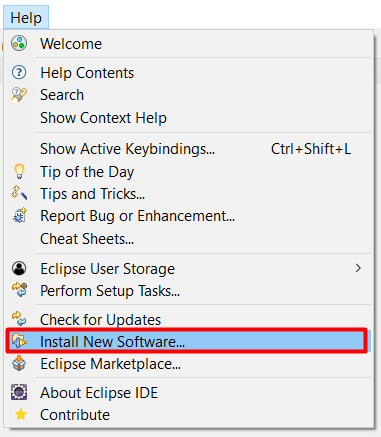 Help
Welcome
Help Contents
Search
Show Context Help
Show Active Keybindings... Ctrl+Shift+L
Tip of the Day
Tips and Tricks...
Report Bug or Enhancement...
Cheat Sheets...
Eclipse User Storage
Perform Setup Tasks...
Check for Updates
Install New Software...
Eclipse Marketplace...
About Eclipse IDE
Contribute